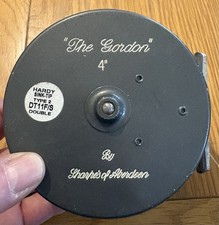 "The Gordon"
4"
HARDY
SINK-TIP
TYPE 2
DT11F/S
DOUBLE
By
Sharpe's of Aberdeen